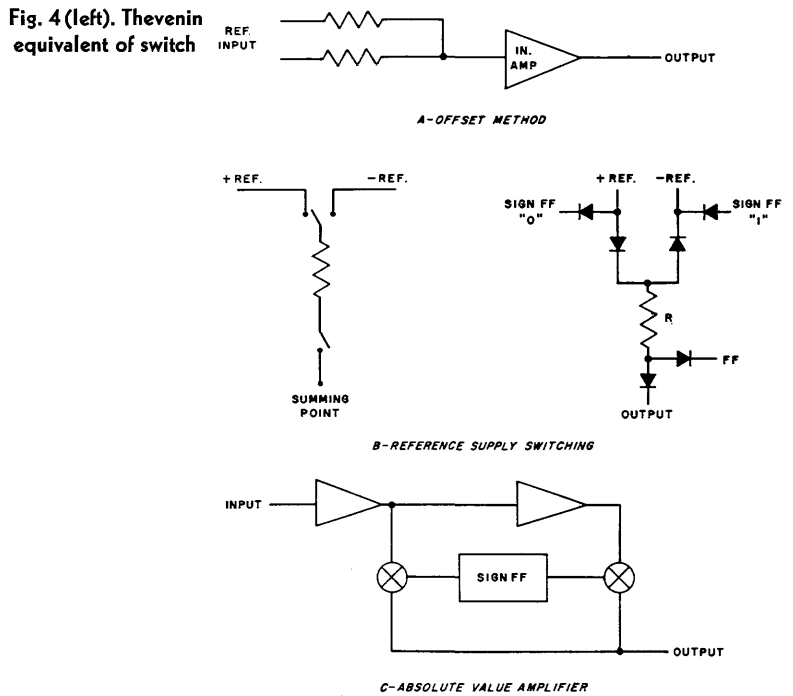 Fig. 4 (left). Thevenin
equivalent of switch
REF.
INPUT
IN.
AMP
OUTPUT
A-OFFSET METHOD
+ REF.
-REF.
SUMMING
POINT
+ REF.
-REF.
SIGN FF
"0"
SIGN FF
"1"
R
FF
OUTPUT
B-REFERENCE SUPPLY SWITCHING
INPUT
SIGN FF
OUTPUT
C-ABSOLUTE VALUE AMPLIFIER